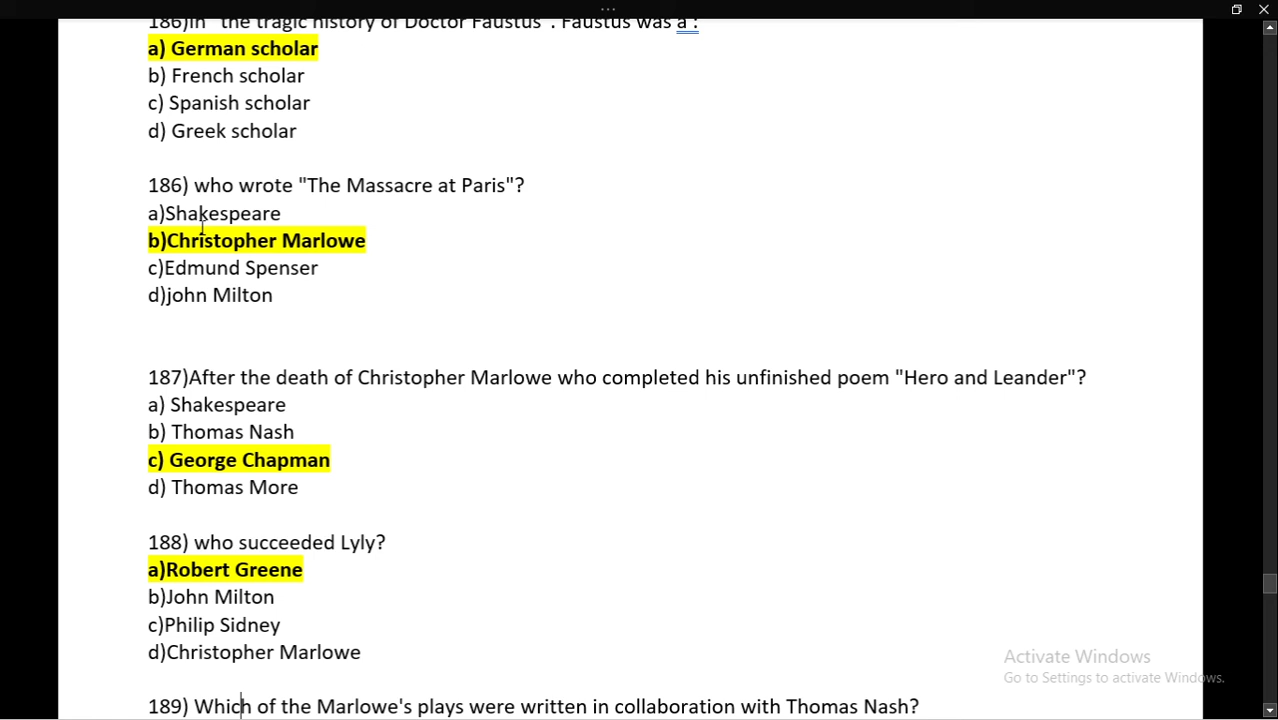 186)In "the tragic history of Doctor Faustus". Faustus was a :
a) German scholar
b) French scholar
c) Spanish scholar
d) Greek scholar
186) who wrote "The Massacre at Paris"?
a)Shakespeare
b)Christopher Marlowe
c)Edmund Spenser
d)john Milton
187)After the death of Christopher Marlowe who completed his unfinished poem "Hero and Leander"?
a) Shakespeare
b) Thomas Nash
c) George Chapman
d) Thomas More
188) who succeeded Lyly?
a)Robert Greene
b)John Milton
c)Philip Sidney
d)Christopher Marlowe
Activate Windows
Go to Settings to activate Windows.
189) Which of the Marlowe's plays were written in collaboration with Thomas Nash?